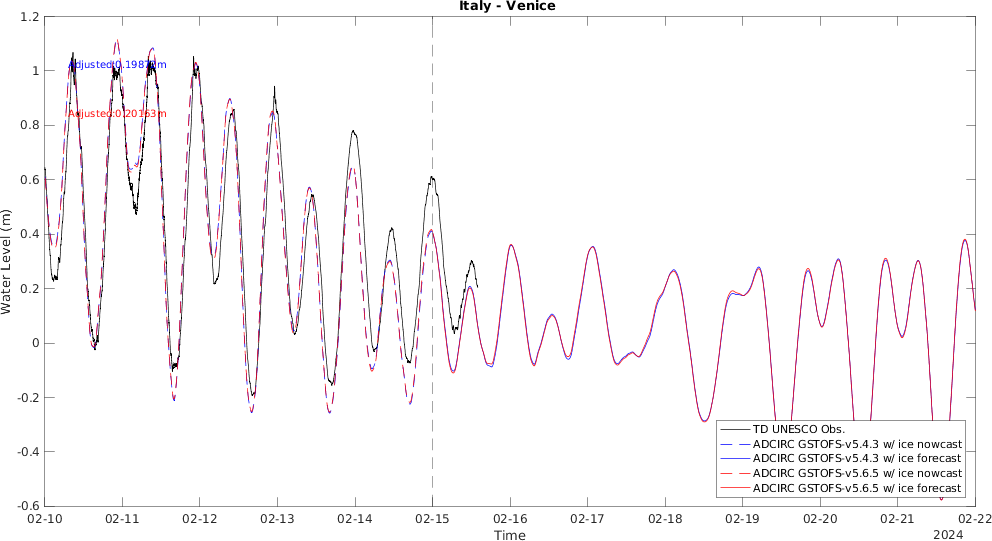 Italy - Venice
Water Level (m)
1.2
1
0.8
0.6
0.4
0.2
0
-0.2
-0.4
-0.6
Adjusted:0.20153m
TD UNESCO Obs.
ADCIRC GSTOFS-v5.4.3 w/ ice nowcast
ADCIRC GSTOFS-v5.4.3 w/ ice forecast
ADCIRC GSTOFS-v5.6.5 w/ ice nowcast
ADCIRC GSTOFS-v5.6.5 w/ ice forecast
02-10 02-11 02-12 02-13 02-14 02-15 02-16 02-17 02-18 02-19 02-20 02-21 02-22
Time
2024